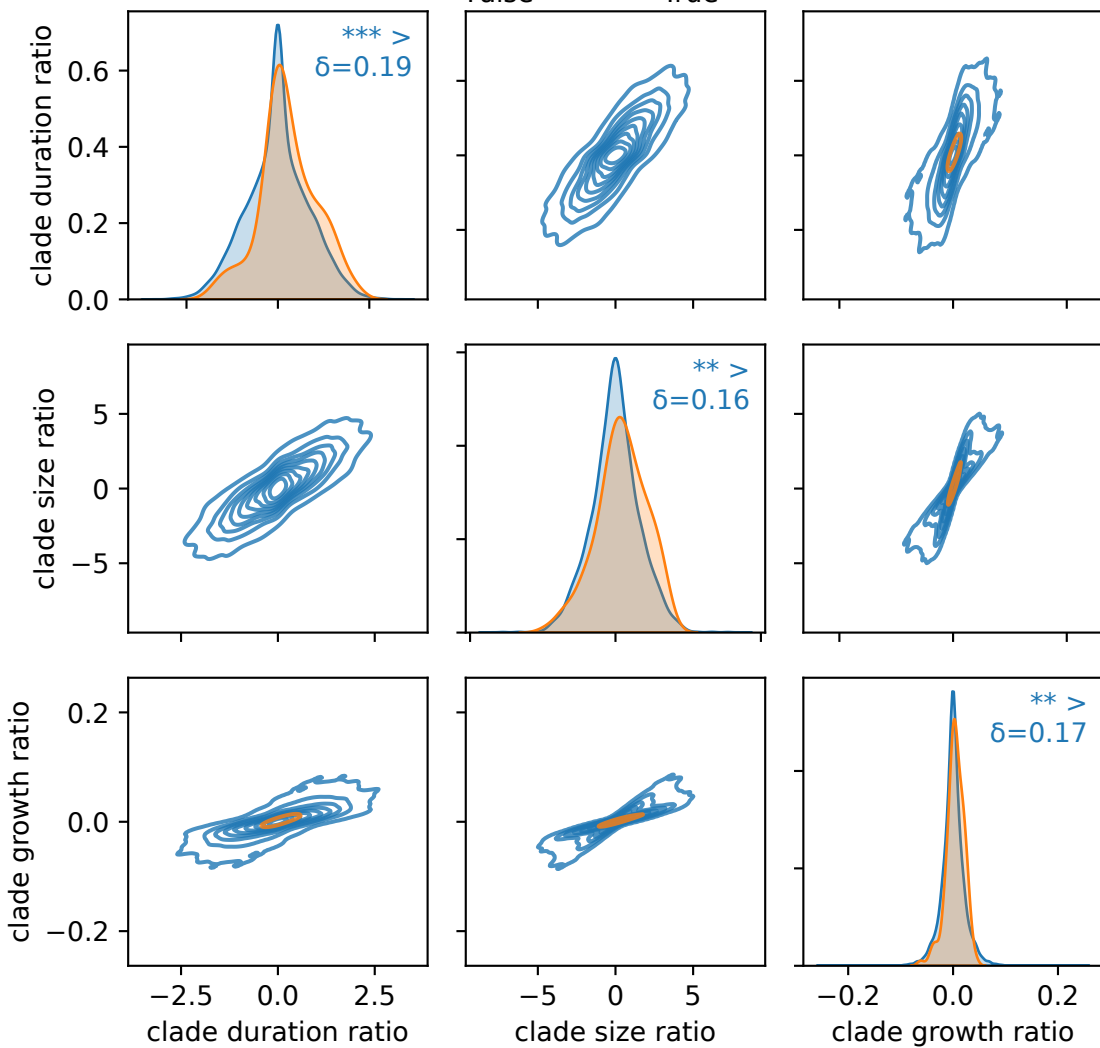 *** >
δ=0.19
clade duration ratio
0.6
0.4
0.2
0.0
** >
δ=0.16
clade size ratio
5
0
−5
** >
δ=0.17
clade growth ratio
0.2
0.0
−0.2
−2.5 0.0 2.5
−5 0 5
−0.2 0.0 0.2
clade duration ratio
clade size ratio
clade growth ratio